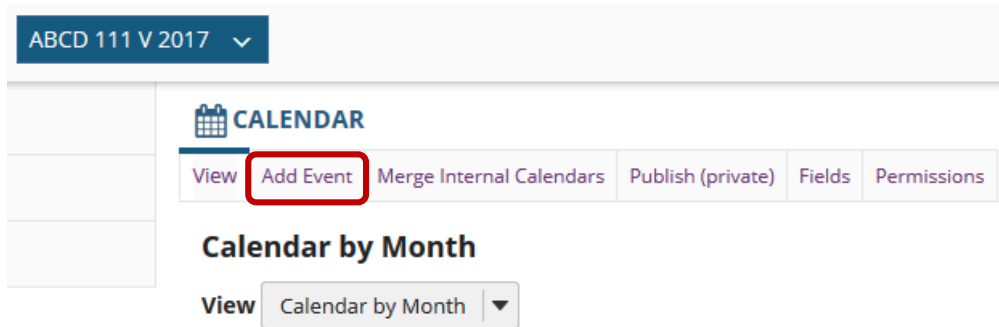 ABCD 111 V 2017
CALENDAR
View Add Event Merge Internal Calendars Publish (private) Fields Permissions
Calendar by Month
View Calendar by Month